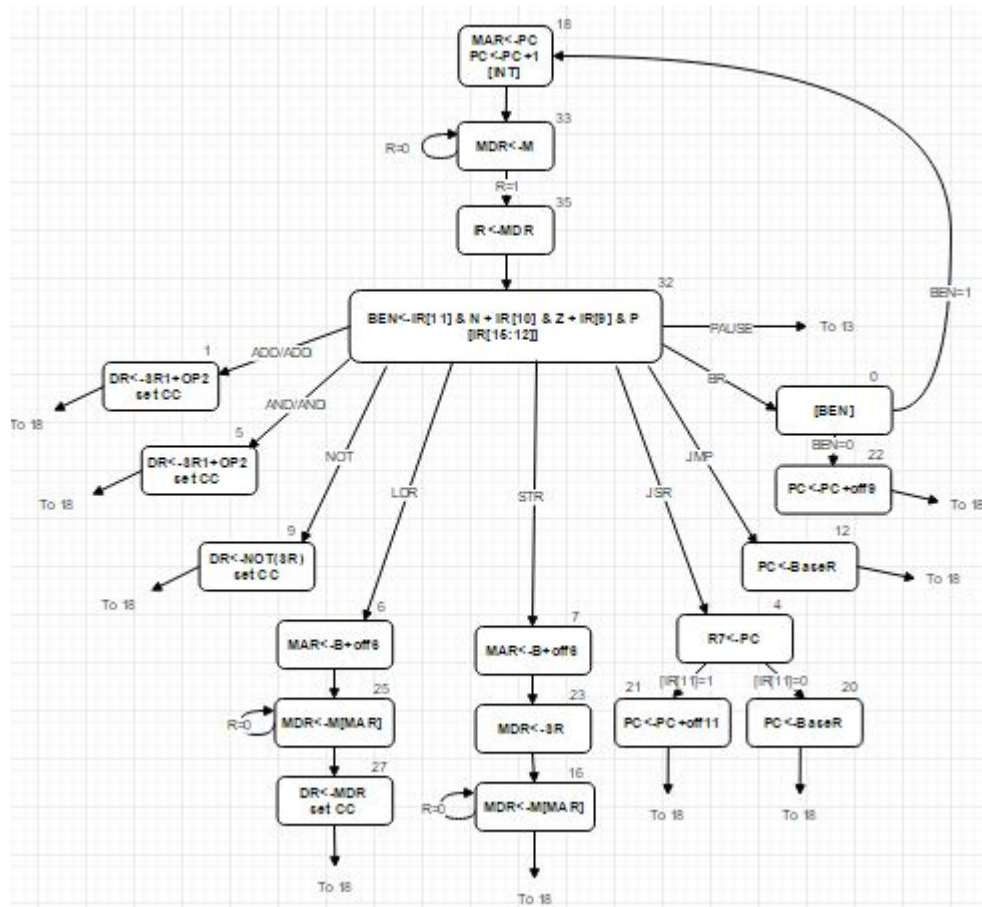 18
MAR<-PC
PC<-PC+1
[INT]
33
MDR<-M
R=0
R=1
35
IR<-MDR
32
BEN<-IR[11] & N + IR[10] & Z + IR[9] & P
[IR[15:12]]
PAUSE
To 13
BEN=1
1
ADD/ADDi
DR<-SR1+OP2
set CC
To 18
AND/ANDi
5
DR<-SR1+OP2
set CC
To 18
NOT
9
DR<-NOT(SR)
set CC
To 18
LDR
STR
JSR
JMP
BR
0
[BEN]
BEN=0
22
PC<-PC+off9
To 18
12
PC<-BaseR
To 18
6
MAR<-B+off6
25
MDR<-M[MAR]
R=0
27
DR<-MDR
set CC
To 18
7
MAR<-B+off6
23
MDR<-SR
16
MDR<-M[MAR]
R=0
To 18
4
R7<-PC
[IR[11]=1
[IR[11]=0
21
PC<-PC+off11
To 18
20
PC<-BaseR
To 18